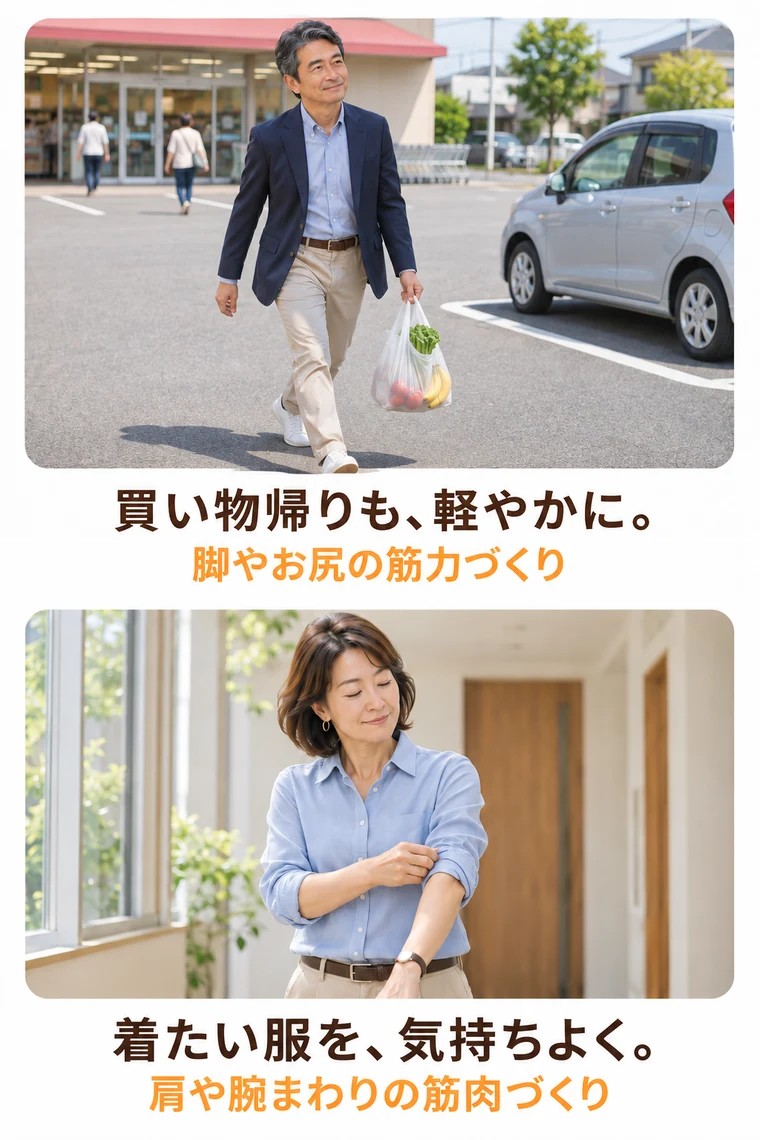 買い物帰りも、軽やかに。
脚やお尻の筋力づくり
着たい服を、気持ちよく。
肩や腕まわりの筋肉づくり